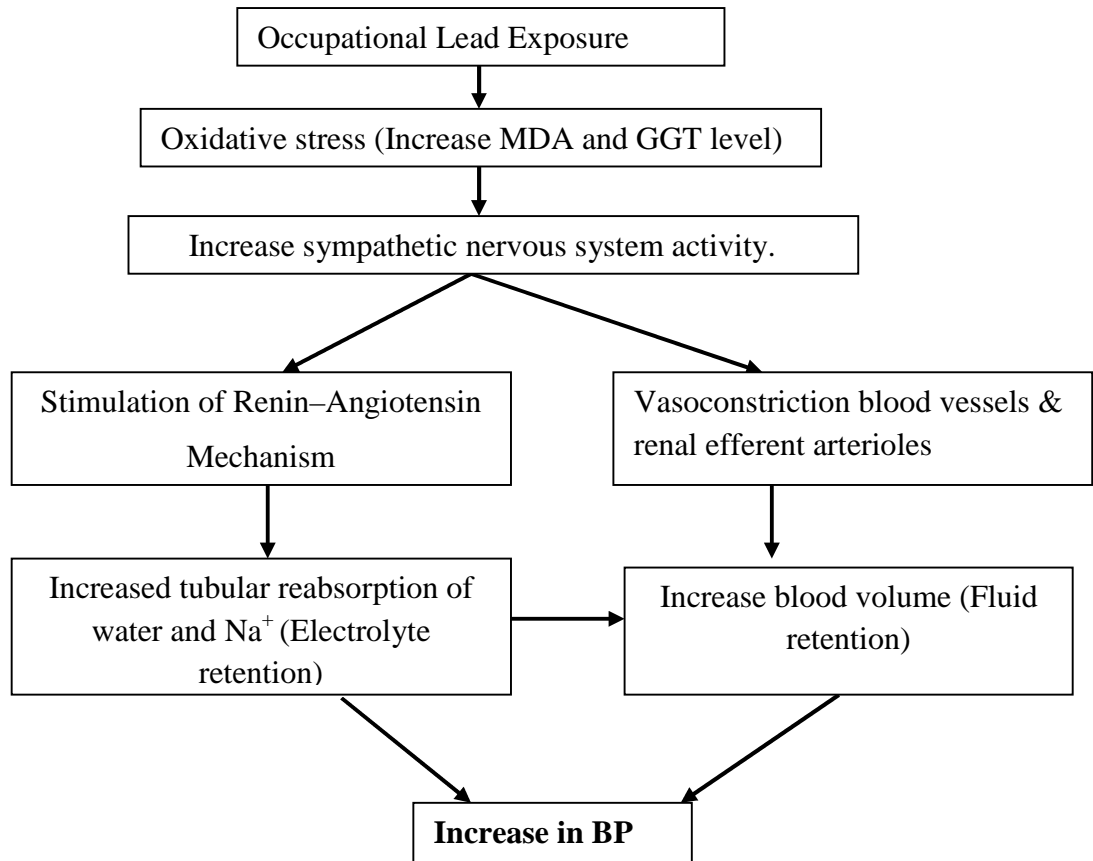 Occupational Lead Exposure
Oxidative stress (Increase MDA and GGT level)
Increase sympathetic nervous system activity.
Stimulation of Renin–Angiotensin
Mechanism
Vasoconstriction blood vessels &
renal efferent arterioles
Increased tubular reabsorption of
water and Na⁺ (Electrolyte
retention)
Increase blood volume (Fluid
retention)
Increase in BP